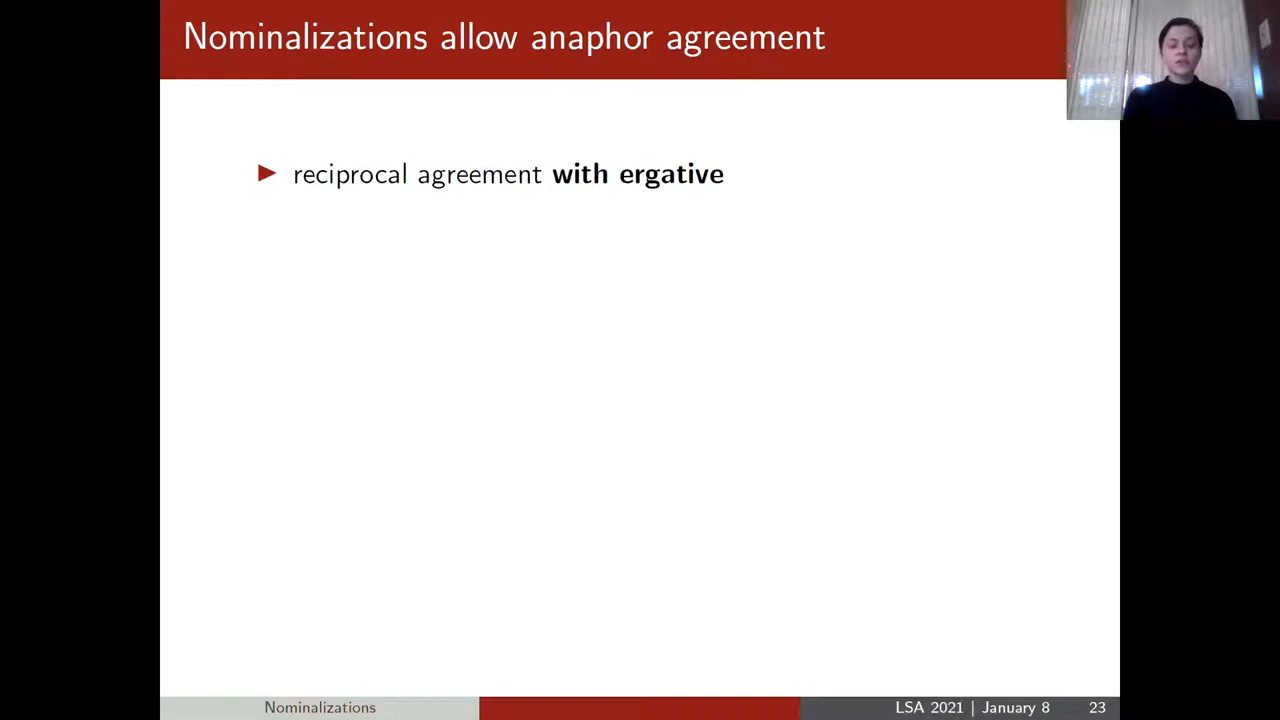 Nominalizations allow anaphor agreement
▶ reciprocal agreement with ergative
Nominalizations
LSA 2021 | January 8 23